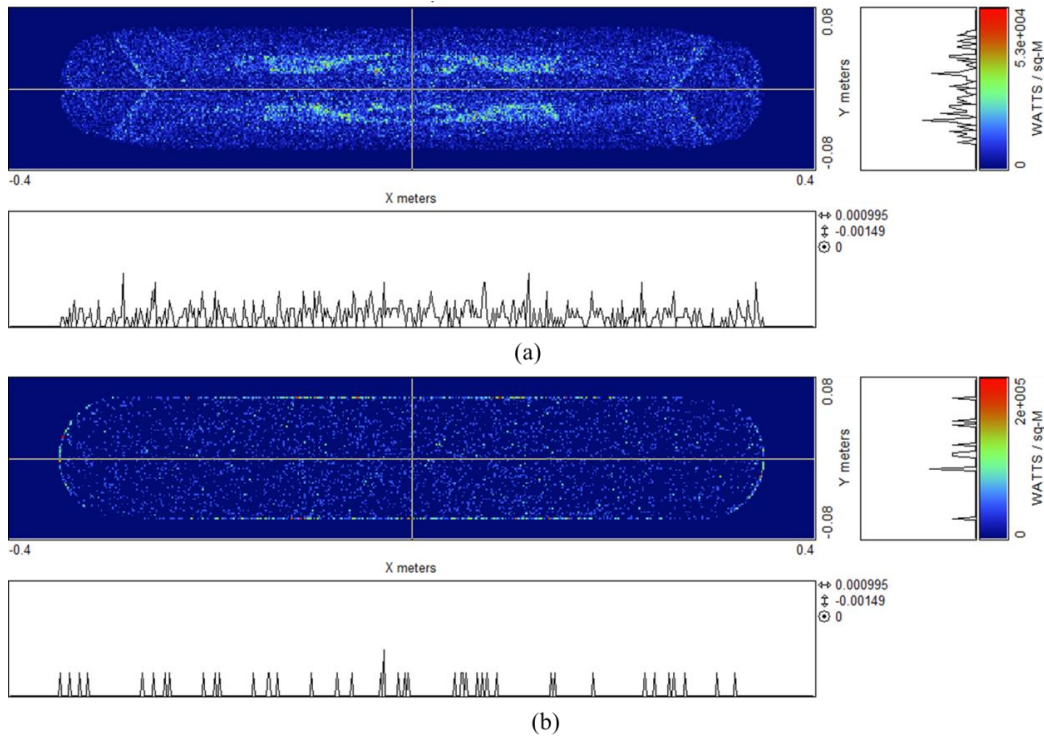 0.08
Y meters
-0.08
-0.4
0.4
X meters
5.3e+004
WATTS / sq-M
0
0.000995
-0.00149
0
(a)
0.08
Y meters
-0.08
-0.4
0.4
X meters
2e+005
WATTS / sq-M
0
0.000995
-0.00149
0
(b)